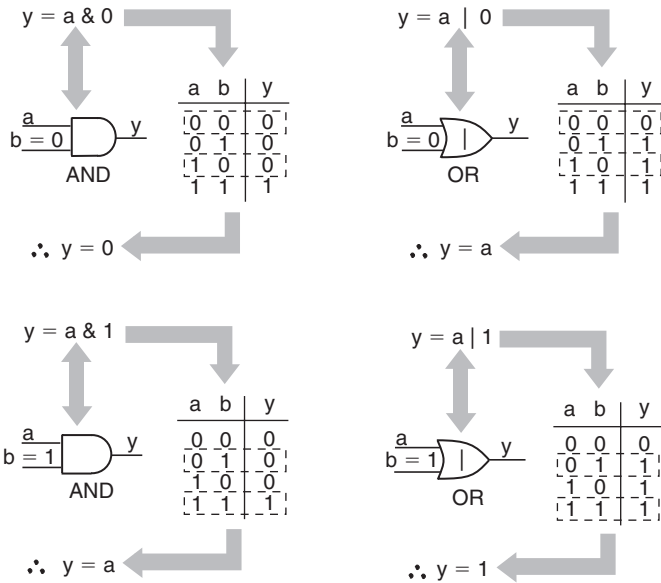 y = a & 0
a b y
a
b = 0
y
AND
0 0 0
0 1 0
1 0 0
1 1 1
∴ y = 0
y = a | 0
a b y
a
b = 0
|
y
OR
0 0 0
0 1 1
1 0 1
1 1 1
∴ y = a
y = a & 1
a b y
a
b = 1
y
AND
0 0 0
0 1 0
1 0 0
1 1 1
∴ y = a
y = a | 1
a b y
a
b = 1
|
y
OR
0 0 0
0 1 1
1 0 1
1 1 1
∴ y = 1